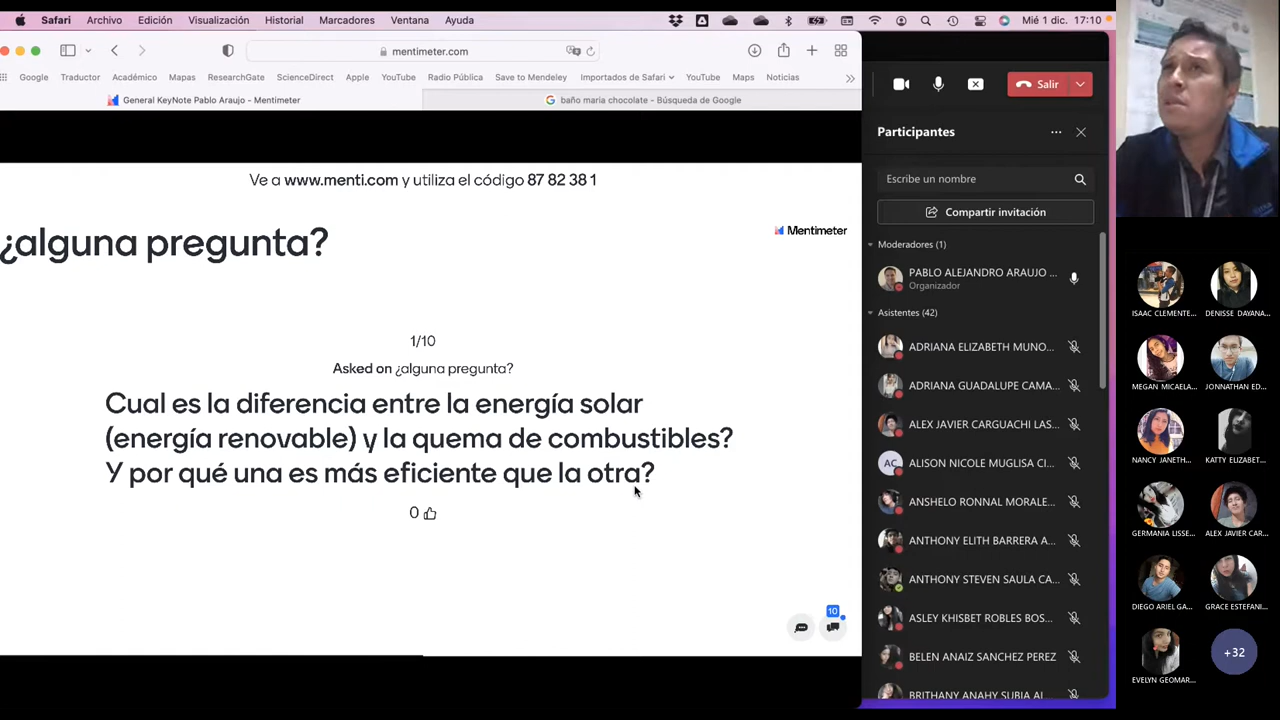 Safari Archivo Edición Visualización Historial Marcadores Ventana Ayuda Mié 1 dic. 17:10
mentimeter.com
Google Traductor Académico Mapas ResearchGate ScienceDirect Apple YouTube Radio Pública Save to Mendeley Importados de Safari YouTube Maps Noticias
General KeyNote Pablo Araujo - Mentimeter
baño maria chocolate - Búsqueda de Google
Ve a www.menti.com y utiliza el código 87 82 38 1
¿alguna pregunta?
Mentimeter
1/10
Asked on ¿alguna pregunta?
Cual es la diferencia entre la energía solar
(energía renovable) y la quema de combustibles?
Y por qué una es más eficiente que la otra?
0
10
Salir
Participantes
Escribe un nombre
Compartir invitación
Moderadores (1)
PABLO ALEJANDRO ARAUJO ...
Organizador
Asistentes (42)
ADRIANA ELIZABETH MUNO...
ADRIANA GUADALUPE CAMA...
ALEX JAVIER CARGUACHI LAS...
AC ALISON NICOLE MUGLISA CI...
ANSHELO RONNAL MORALE...
ANTHONY ELITH BARRERA A...
ANTHONY STEVEN SAULA CA...
ASLEY KHISBET ROBLES BOS...
BELEN ANAIZ SANCHEZ PEREZ
BRITHANY ANAHY SUBIA AL
ISAAC CLEMENTE... DENISSE DAYANA...
MEGAN MICAELA... JONNATHAN ED...
NANCY JANETH... KATTY ELIZABET...
GERMANIA LISSE... ALEX JAVIER CAR...
DIEGO ARIEL GA... GRACE ESTEFANI...
EVELYN GEOMAR... +32